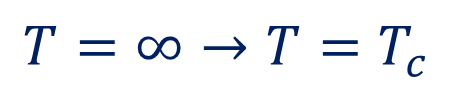 T = ∞ → T = T_c